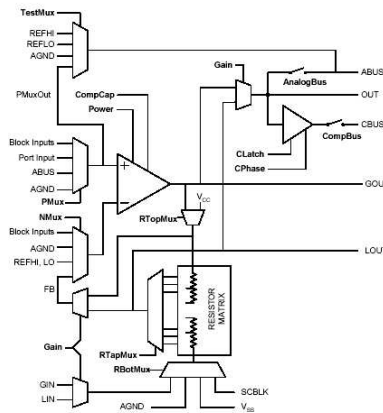 TestMux
REFHI
REFLO
AGND
Gain
ABUS
AnalogBus
PMuxOut
CompCap
OUT
Power
CBUS
CompBus
Block Inputs
Port Input
ABUS
AGND
PMux
CLatch
CPhase
GOU
NMux
VCC
RTopMux
Block Inputs
AGND
REFHI, LO
LOUT
FB
RESISTOR
MATRIX
Gain
RTapMux
RBotMux
GIN
LIN
SCBLK
AGND
VSS